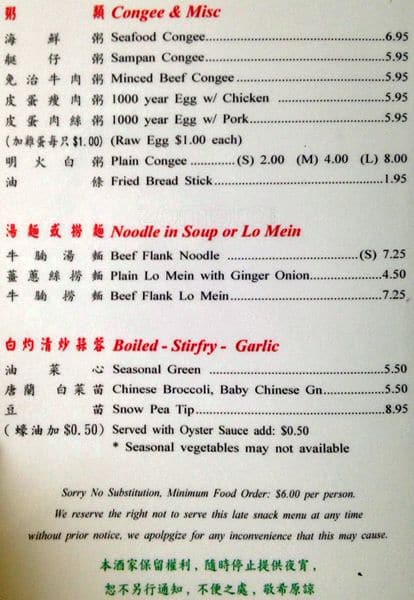 粥 類 Congee & Misc
海 鮮 粥 Seafood Congee 6.95
艇 仔 粥 Sampan Congee 5.95
免 治 牛 肉 粥 Minced Beef Congee 5.95
皮 蛋 瘦 肉 粥 1000 year Egg w/ Chicken 5.95
皮 蛋 肉 絲 粥 1000 year Egg w/ Pork 5.95
(加雞蛋每只$1.00) (Raw Egg $1.00 each)
明 火 白 粥 Plain Congee (S) 2.00 (M) 4.00 (L) 8.00
油 條 Fried Bread Stick 1.95
湯 麵 或 撈 麵 Noodle in Soup or Lo Mein
牛 腩 湯 麵 Beef Flank Noodle (S) 7.25
薑 蔥 絲 撈 麵 Plain Lo Mein with Ginger Onion 4.50
牛 腩 撈 麵 Beef Flank Lo Mein 7.25
白 灼 清 炒 蒜 蓉 Boiled - Stirfry - Garlic
油 菜 心 Seasonal Green 5.50
唐 蘭 白 菜 苗 Chinese Broccoli, Baby Chinese Gn 5.50
豆 苗 Snow Pea Tip 8.95
(蠔油加 $0.50) Served with Oyster Sauce add: $0.50
* Seasonal vegetables may not available
Sorry No Substitution, Minimum Food Order: $6.00 per person.
We reserve the right not to serve this late snack menu at any time
without prior notice, we apolpgize for any inconvenience that this may cause.
本酒家保留權利，隨時停止提供夜宵，
恕不另行通知，不便之處，敬希原諒